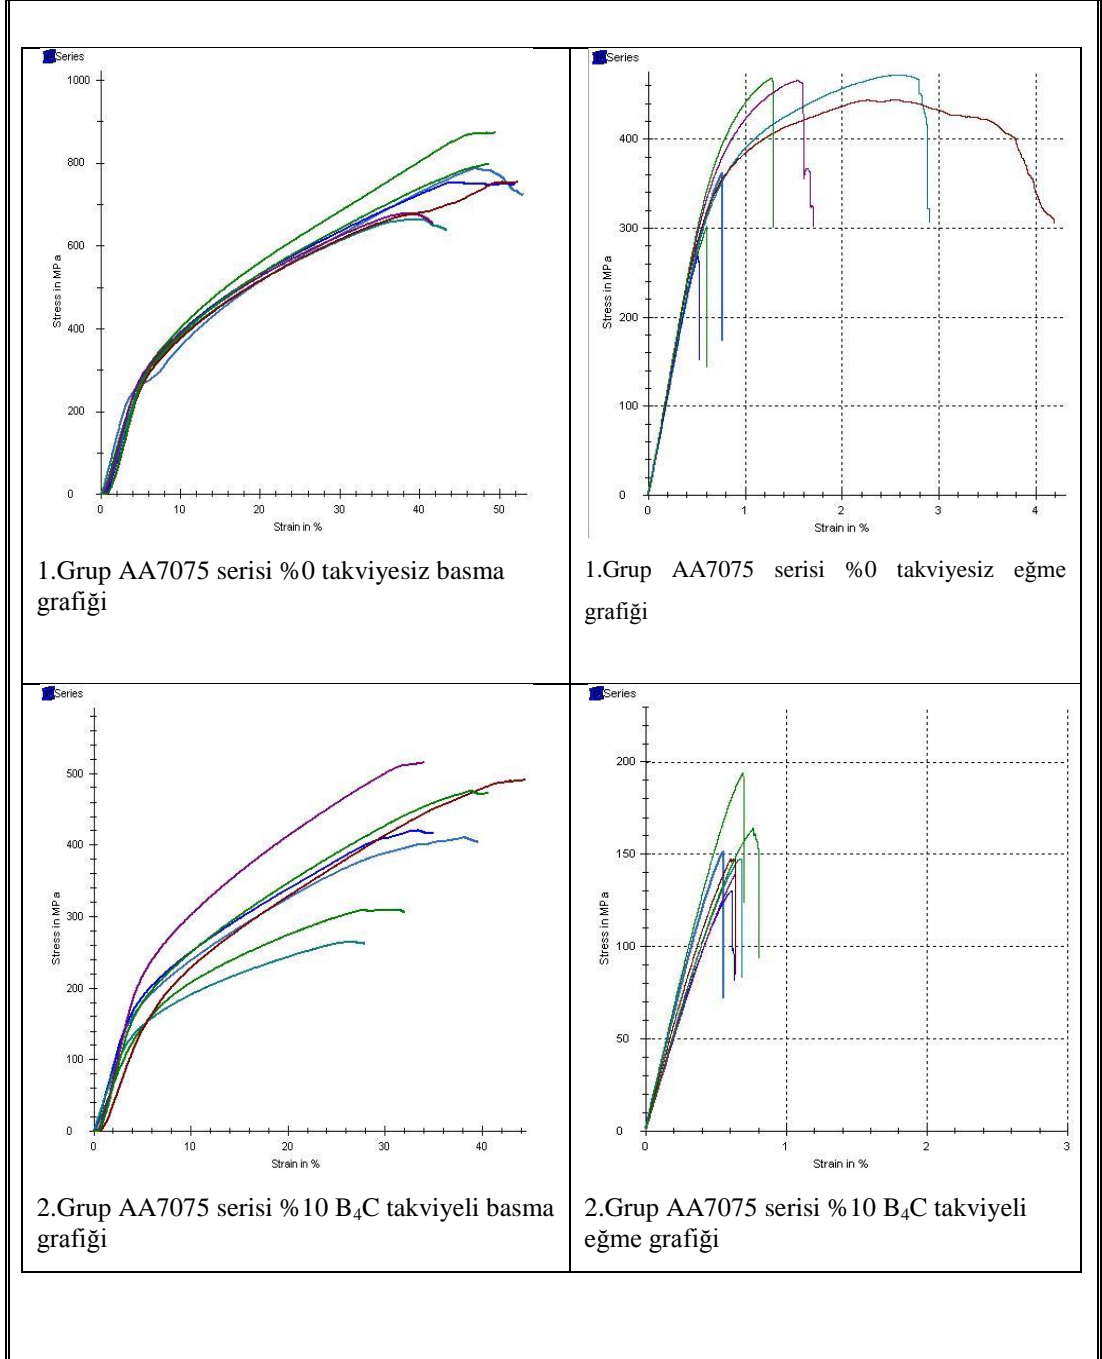 Series
1000
800
600
400
200
0
Stress in MPa
0 10 20 30 40 50
Strain in %
1.Grup AA7075 serisi %0 takviyesiz basma
grafiği
Series
400
300
200
100
0
Stress in MPa
0 1 2 3 4
Strain in %
1.Grup AA7075 serisi %0 takviyesiz eğme
grafiği
Series
500
400
300
200
100
0
Stress in MPa
0 10 20 30 40
Strain in %
2.Grup AA7075 serisi %10 B₄C takviyeli basma
grafiği
Series
200
150
100
50
0
Stress in MPa
0 1 2 3
Strain in %
2.Grup AA7075 serisi %10 B₄C takviyeli
eğme grafiği